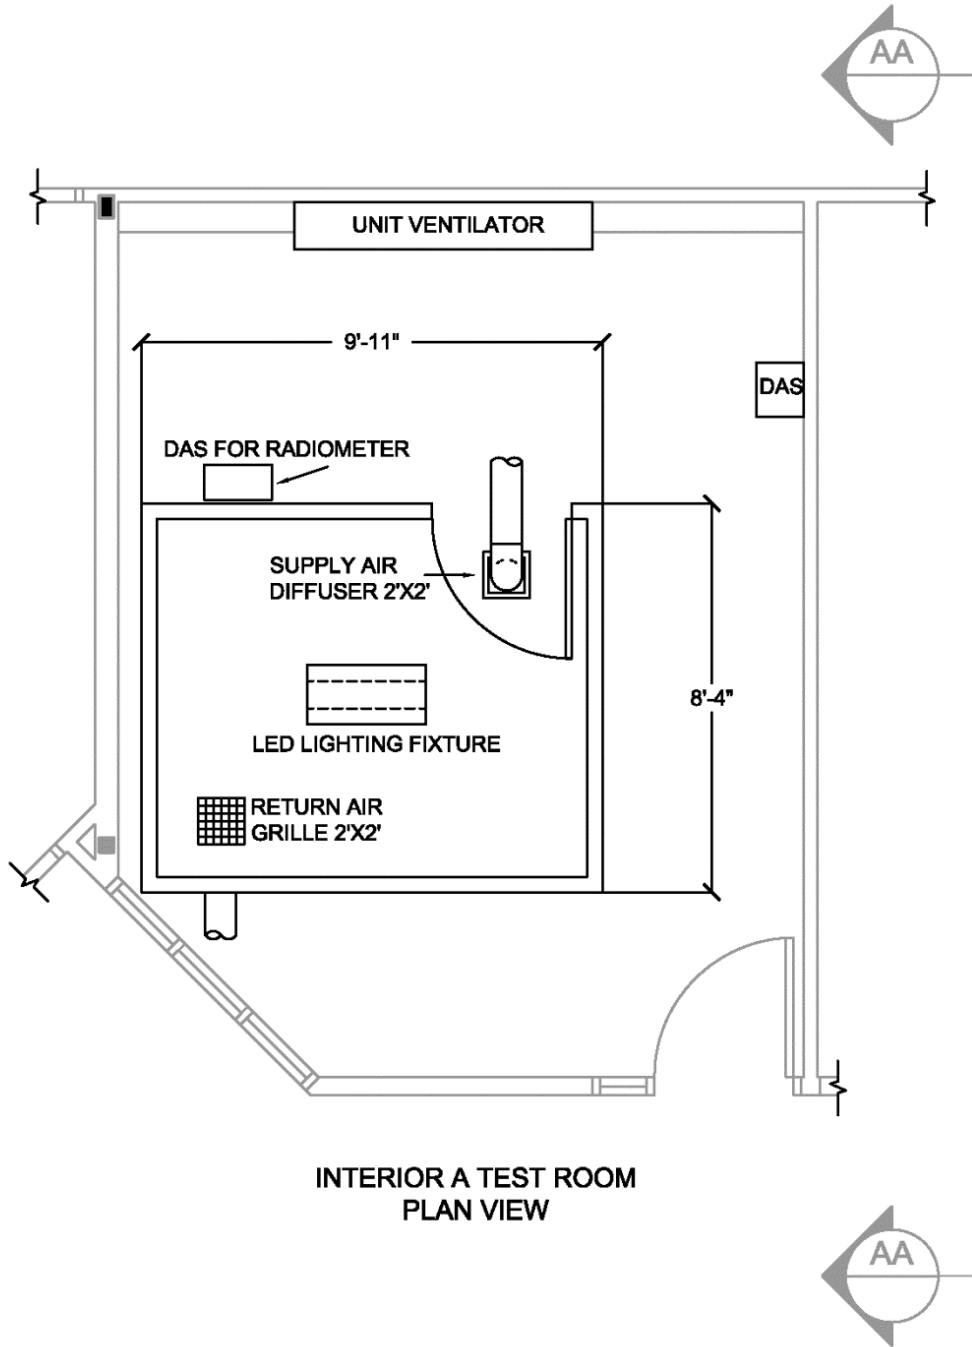 AA
UNIT VENTILATOR
9'-11"
DAS
DAS FOR RADIOMETER
SUPPLY AIR
DIFFUSER 2'X2'
8'-4"
LED LIGHTING FIXTURE
RETURN AIR
GRILLE 2'X2'
INTERIOR A TEST ROOM
PLAN VIEW
AA